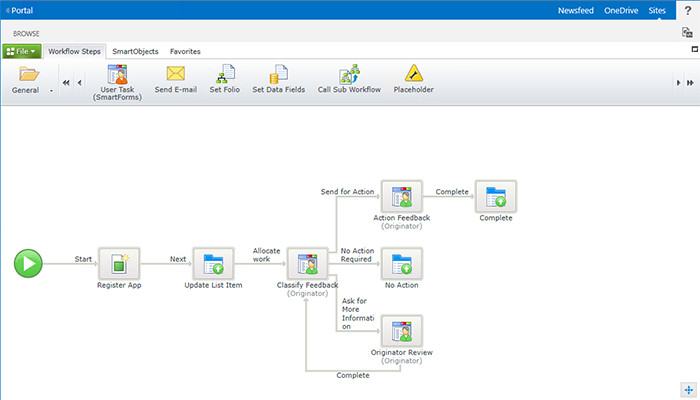 Portal
Newsfeed OneDrive Sites ?
BROWSE
File Workflow Steps SmartObjects Favorites
General
User Task
(SmartForms)
Send E-mail
Set Folio
Set Data Fields
Call Sub Workflow
Placeholder
Send for Action
Complete
Action Feedback
(Originator)
Complete
Start
Next
Allocate
work
No Action
Required
Register App
Update List Item
Classify Feedback
(Originator)
No Action
Ask for
More
Informati
on
Originator Review
(Originator)
Complete